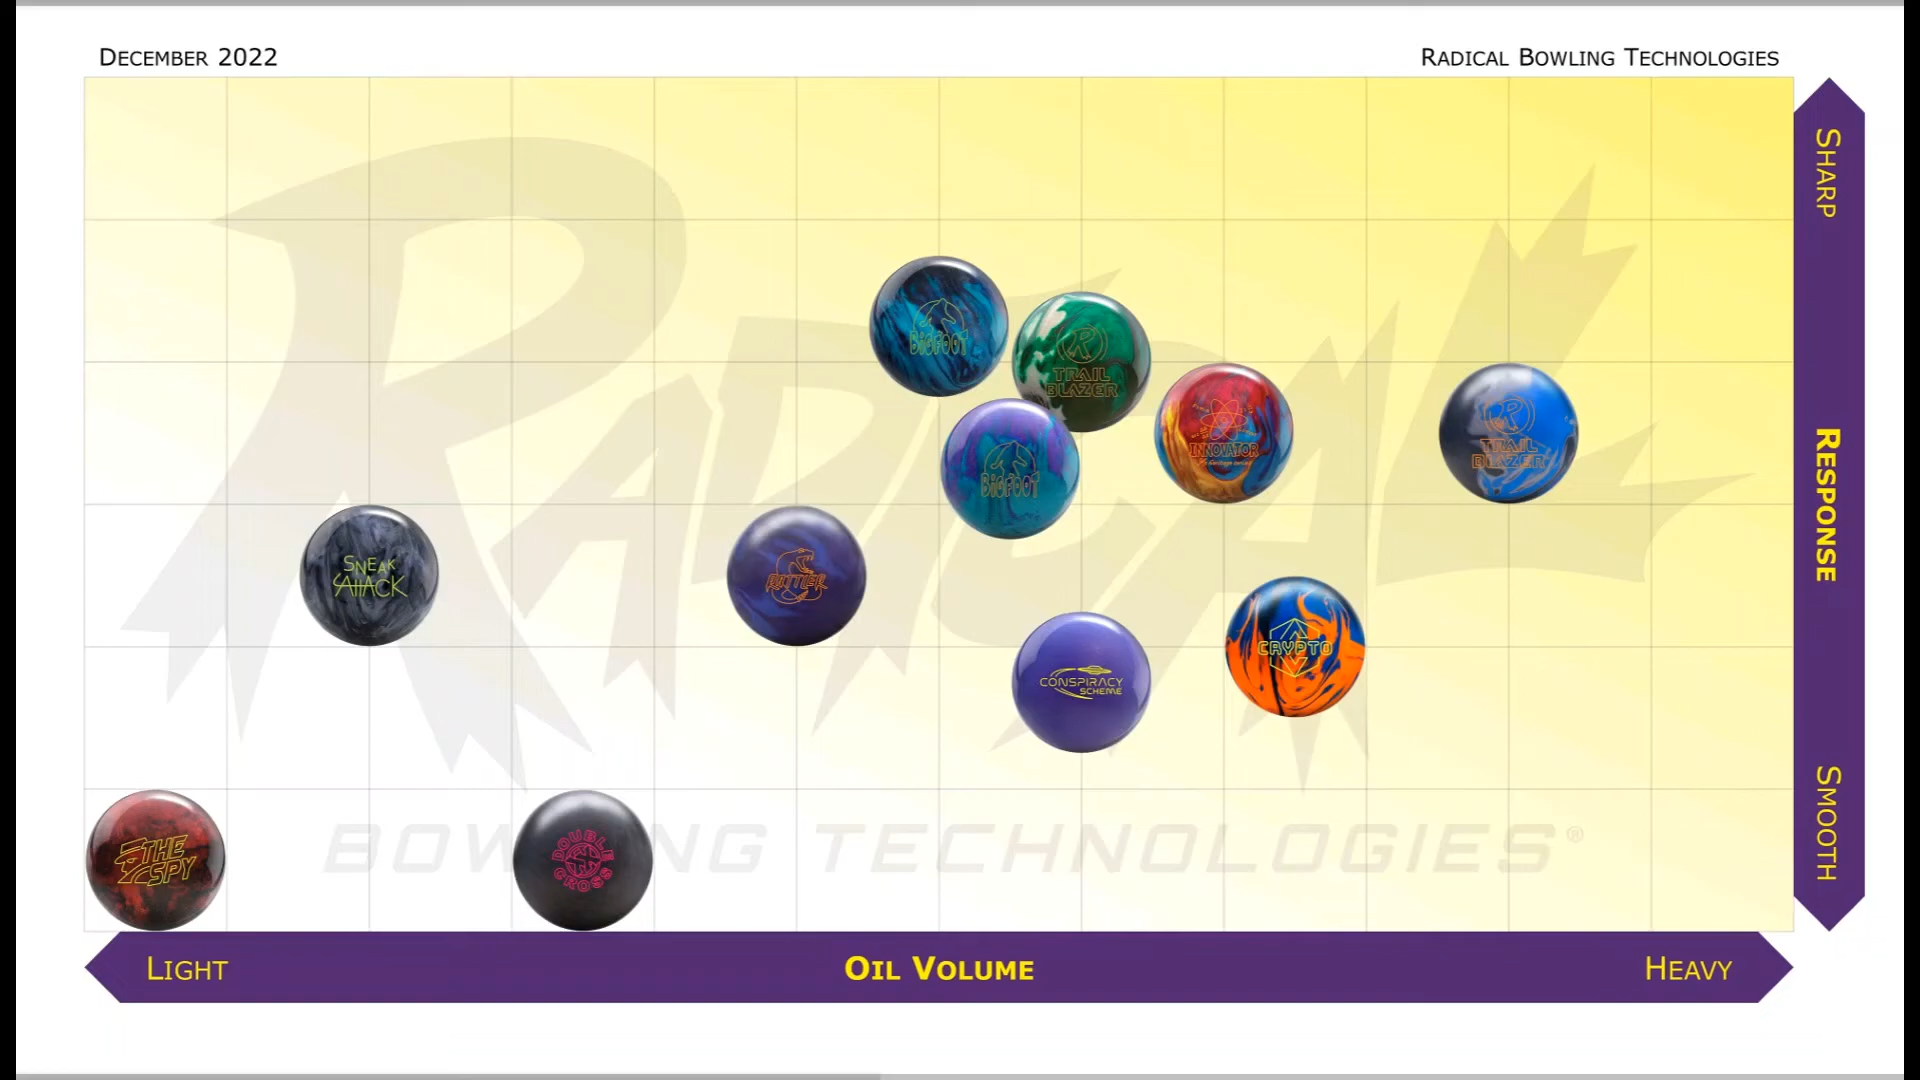 DECEMBER 2022
RADICAL BOWLING TECHNOLOGIES
SHARP
RESPONSE
SMOOTH
RADICAL
BOWLING TECHNOLOGIES®
BIGFOOT
R
TRAIL
BLAZER
INNOVATOR
R
TRAIL
BLAZER
BIGFOOT
SNEAK
ATTACK
RATTLER
CONSPIRACY
SCHEME
CRYPTO
THE
SPY
DOUBLE
CROSS
LIGHT
OIL VOLUME
HEAVY